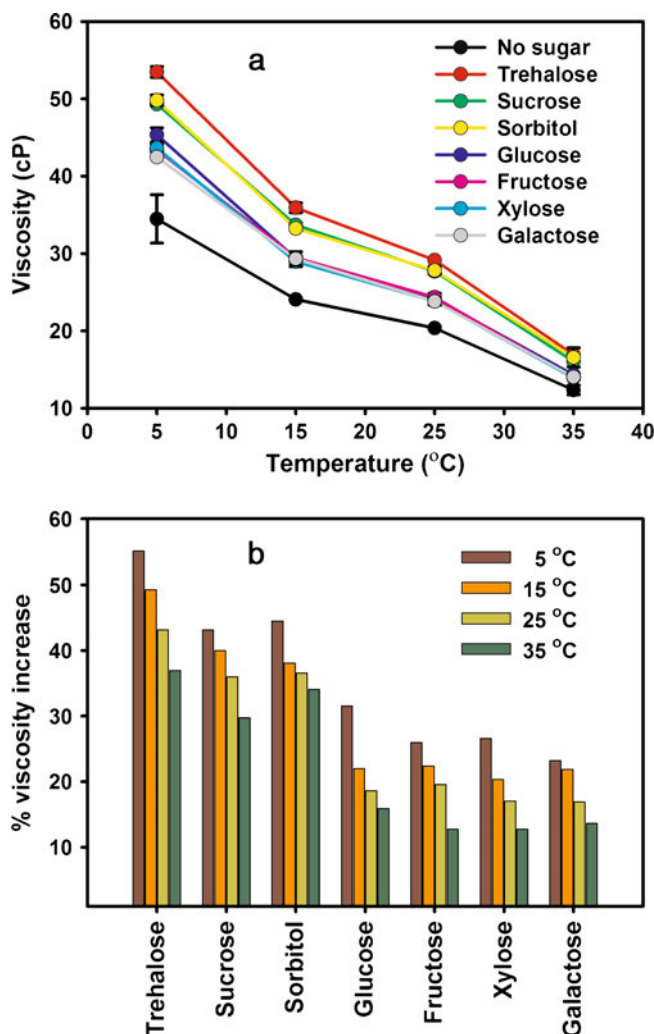 60
a
No sugar
Trehalose
50
Sucrose
Sorbitol
40
Glucose
Fructose
Viscosity (cP)
Xylose
30
Galactose
20
10
0 5 10 15 20 25 30 35 40
Temperature (°C)
60
b
5 °C
50
15 °C
25 °C
40
35 °C
% viscosity increase
30
20
10
Trehalose
Sucrose
Sorbitol
Glucose
Fructose
Xylose
Galactose